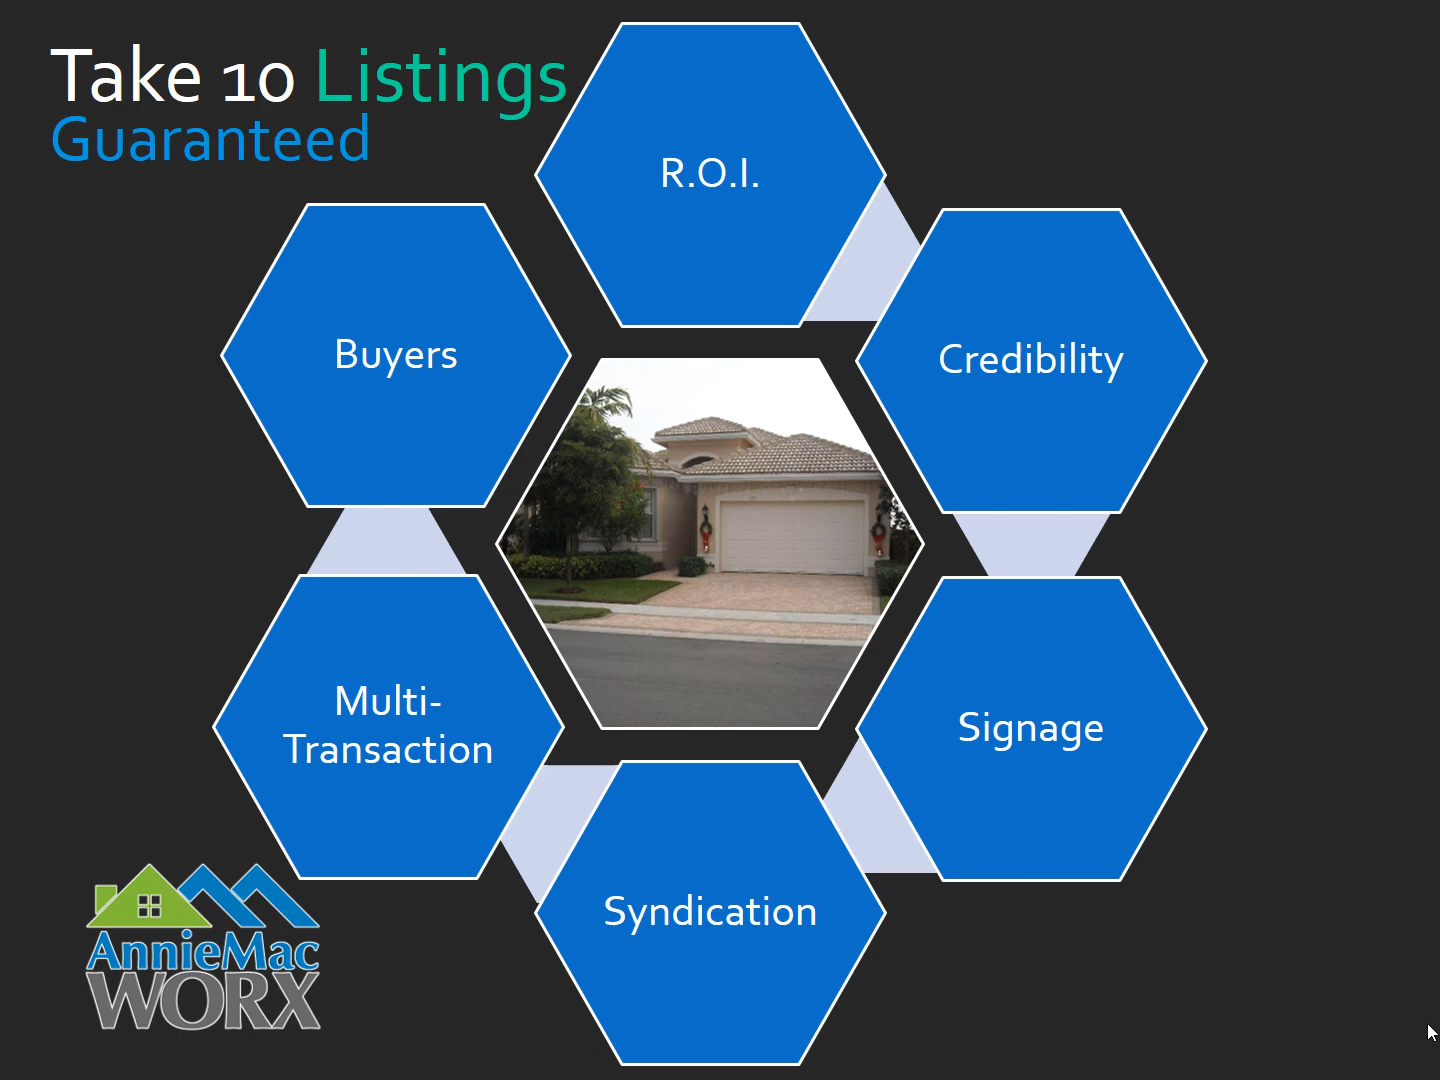 Take 10 Listings
Guaranteed
R.O.I.
Buyers
Credibility
Multi-
Transaction
Signage
Syndication
AnnieMac
WORX